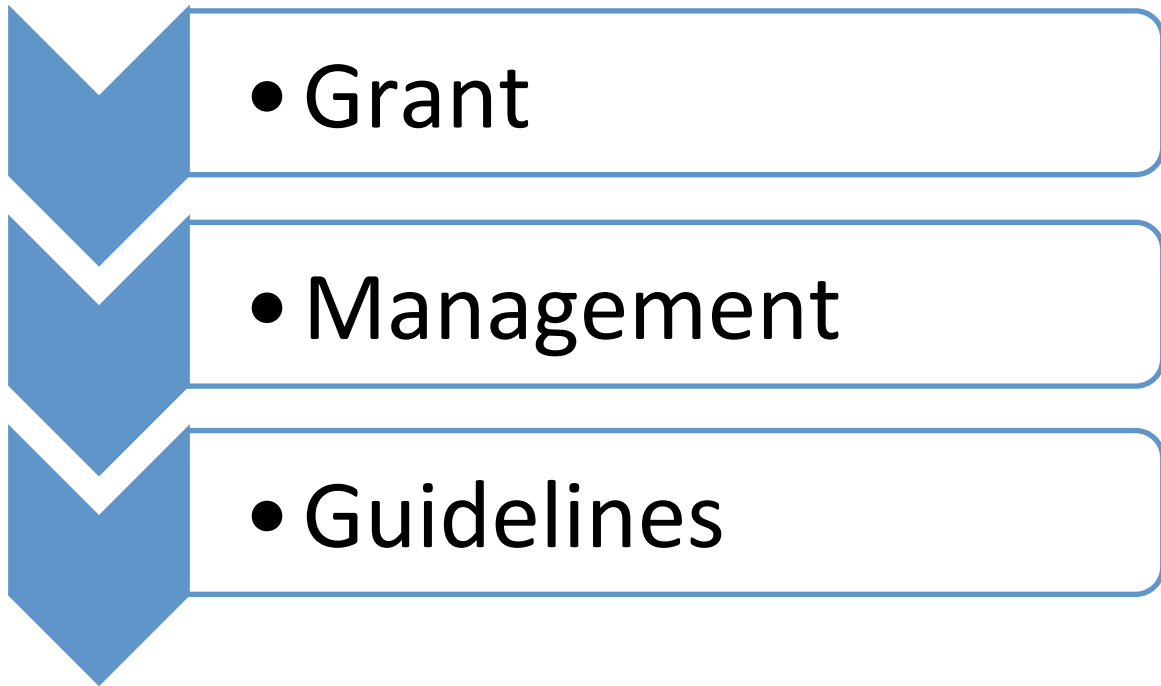 • Grant
• Management
• Guidelines